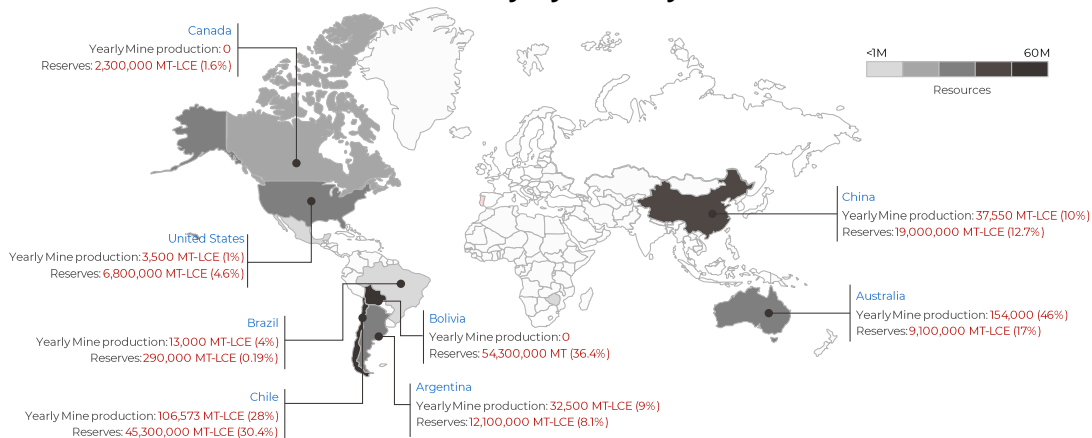 Canada
Yearly Mine production: 0
Reserves: 2,300,000 MT-LCE (1.6%)
<1M 60M
Resources
China
Yearly Mine production: 37,550 MT-LCE (10%)
Reserves: 19,000,000 MT-LCE (12.7%)
United States
Yearly Mine production: 3,500 MT-LCE (1%)
Reserves: 6,800,000 MT-LCE (4.6%)
Australia
Yearly Mine production: 154,000 (46%)
Reserves: 9,100,000 MT-LCE (17%)
Brazil
Yearly Mine production: 13,000 MT-LCE (4%)
Reserves: 290,000 MT-LCE (0.19%)
Bolivia
Yearly Mine production: 0
Reserves: 54,300,000 MT (36.4%)
Chile
Yearly Mine production: 106,573 MT-LCE (28%)
Reserves: 45,300,000 MT-LCE (30.4%)
Argentina
Yearly Mine production: 32,500 MT-LCE (9%)
Reserves: 12,100,000 MT-LCE (8.1%)